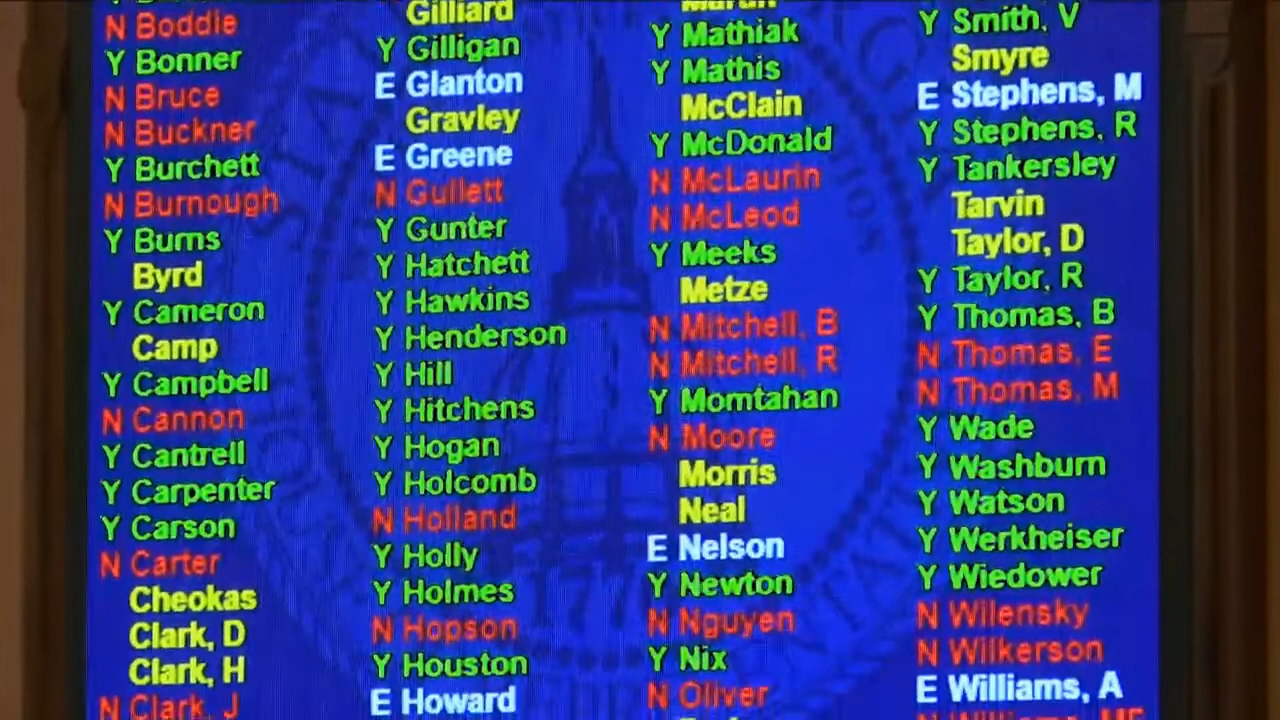 N Boddie
Y Bonner
N Bruce
N Buckner
Y Burchett
N Burnough
Y Burns
Byrd
Y Cameron
Camp
Y Campbell
N Cannon
Y Cantrell
Y Carpenter
Y Carson
N Carter
Cheokas
Clark, D
Clark, H
N Clark, J
Gilliard
Y Gilligan
E Glanton
Gravley
E Greene
N Gullett
Y Gunter
Y Hatchett
Y Hawkins
Y Henderson
Y Hill
Y Hitchens
Y Hogan
Y Holcomb
N Holland
Y Holly
Y Holmes
N Hopson
Y Houston
E Howard
Y Mathiak
Y Mathis
McClain
Y McDonald
N McLaurin
N McLeod
Y Meeks
Metze
N Mitchell, B
N Mitchell, R
Y Momtahan
N Moore
Morris
Neal
E Nelson
Y Newton
N Nguyen
Y Nix
N Oliver
Y Smith, V
Smyre
E Stephens, M
Y Stephens, R
Y Tankersley
Tarvin
Taylor, D
Y Taylor, R
Y Thomas, B
N Thomas, E
N Thomas, M
Y Wade
Y Washburn
Y Watson
Y Werkheiser
Y Wiedower
N Wilensky
N Wilkerson
E Williams, A